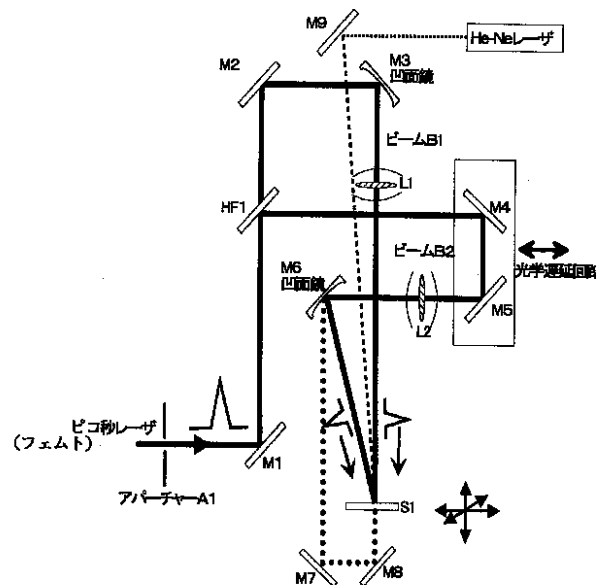 M9
He-Neレーザ
M2
M3
凹面鏡
ビームB1
L1
HF1
M4
ビームB2
光学遅延回路
M6
凹面鏡
M5
L2
ピコ秒レーザ
(フェムト)
M1
アパーチャーA1
S1
M7
M8